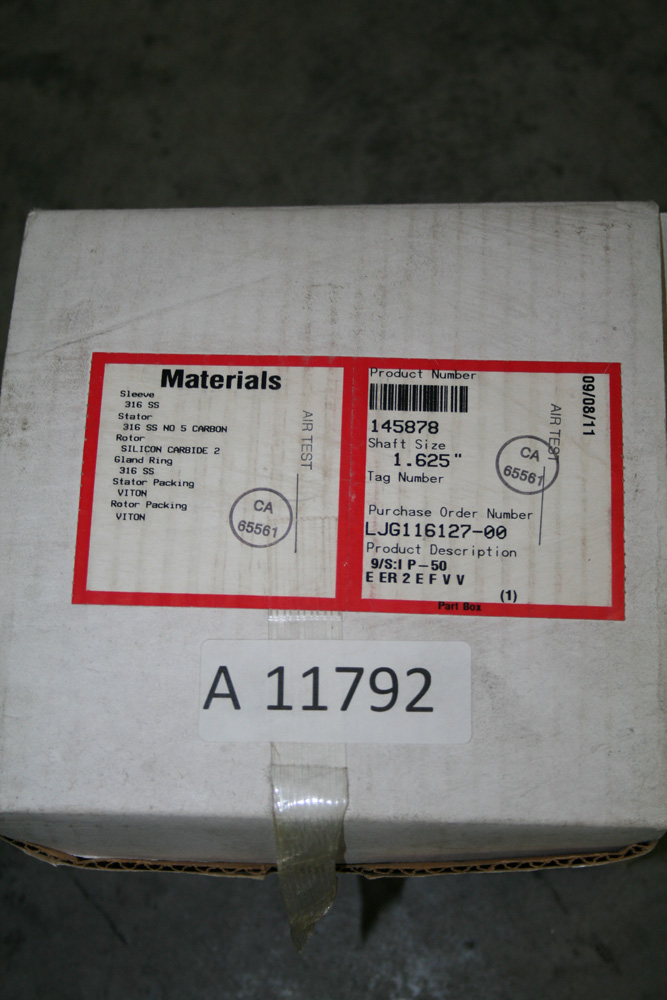 Materials
Sleeve
316 SS
Stator
316 SS NO 5 CARBON
Rotor
SILICON CARBIDE 2
Gland Ring
316 SS
Stator Packing
VITON
Rotor Packing
VITON
AIR TEST
CA
65561
Product Number
145878
Shaft Size
1.625"
Tag Number
Purchase Order Number
LJG116127-00
Product Description
9/S:I P-50
E ER 2 E F V V
(1)
Part Box
09/08/11
AIR TEST
CA
65561
A 11792